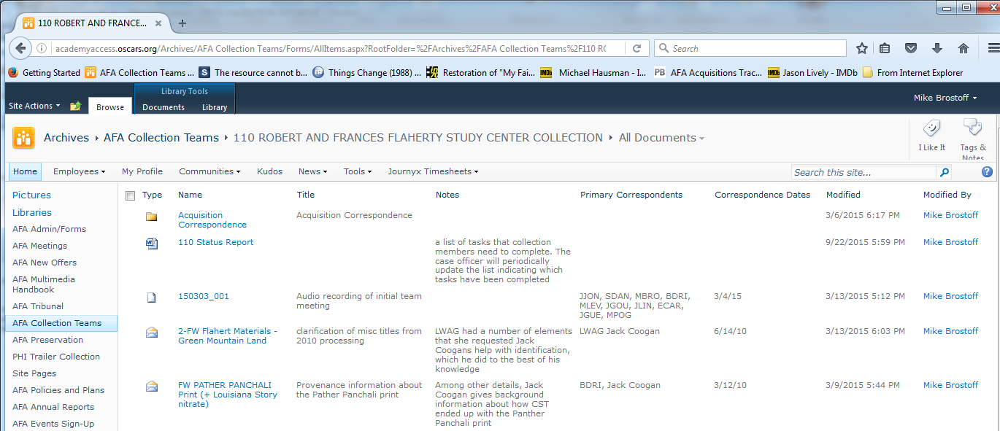 110 ROBERT AND FRANCE...
academyaccess.oscars.org/Archives/AFA Collection Teams/Forms/AllItems.aspx?RootFolder=%2FArchives%2FAFA Collection Teams%2F110 RO
Search
Getting Started AFA Collection Teams ... S The resource cannot b... Things Change (1988) ... Restoration of "My Fai... IMDb Michael Hausman - I... PB AFA Acquisitions Trac... IMDb Jason Lively - IMDb From Internet Explorer
Library Tools
Site Actions Browse Documents Library
Mike Brostoff
Archives AFA Collection Teams 110 ROBERT AND FRANCES FLAHERTY STUDY CENTER COLLECTION All Documents
I Like It
Tags &
Notes
Home Employees My Profile Communities Kudos News Tools Journyx Timesheets
Search this site...
Pictures
Libraries
AFA Admin/Forms
AFA Meetings
AFA New Offers
AFA Multimedia
Handbook
AFA Tribunal
AFA Collection Teams
AFA Preservation
PHI Trailer Collection
Site Pages
AFA Policies and Plans
AFA Annual Reports
AFA Events Sign-Up
Type Name Title Notes Primary Correspondents Correspondence Dates Modified Modified By
Acquisition
Correspondence
Acquisition Correspondence
3/6/2015 6:17 PM
Mike Brostoff
110 Status Report
a list of tasks that collection
members need to complete. The
case officer will periodically
update the list indicating which
tasks have been completed
9/22/2015 5:59 PM
Mike Brostoff
150303_001
Audio recording of initial team
meeting
JJON, SDAN, MBRO, BDRI,
MLEV, JGOU, JLIN, ECAR,
JGUE, MPOG
3/4/15
3/13/2015 5:12 PM
Mike Brostoff
2-FW Flahert Materials -
Green Mountain Land
clarification of misc titles from
2010 processing
LWAG had a number of elements
that she requested Jack
Coogans help with identification,
which he did to the best of his
knowledge
LWAG Jack Coogan
6/14/10
3/13/2015 6:03 PM
Mike Brostoff
FW PATHER PANCHALI
Print (+ Louisiana Story
nitrate)
Provenance information about
the Pather Panchali print
Among other details, Jack
Coogan gives background
information about how CST
ended up with the Panther
Panchali print
BDRI, Jack Coogan
3/12/10
3/9/2015 5:44 PM
Mike Brostoff